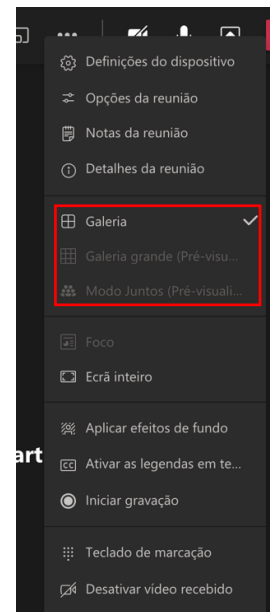 Definições do dispositivo
Opções da reunião
Notas da reunião
Detalhes da reunião
Galeria
Galeria grande (Pré-visu...
Modo Juntos (Pré-visuali...
Foco
Ecrã inteiro
Aplicar efeitos de fundo
art
CC Ativar as legendas em te...
Iniciar gravação
Teclado de marcação
Desativar vídeo recebido